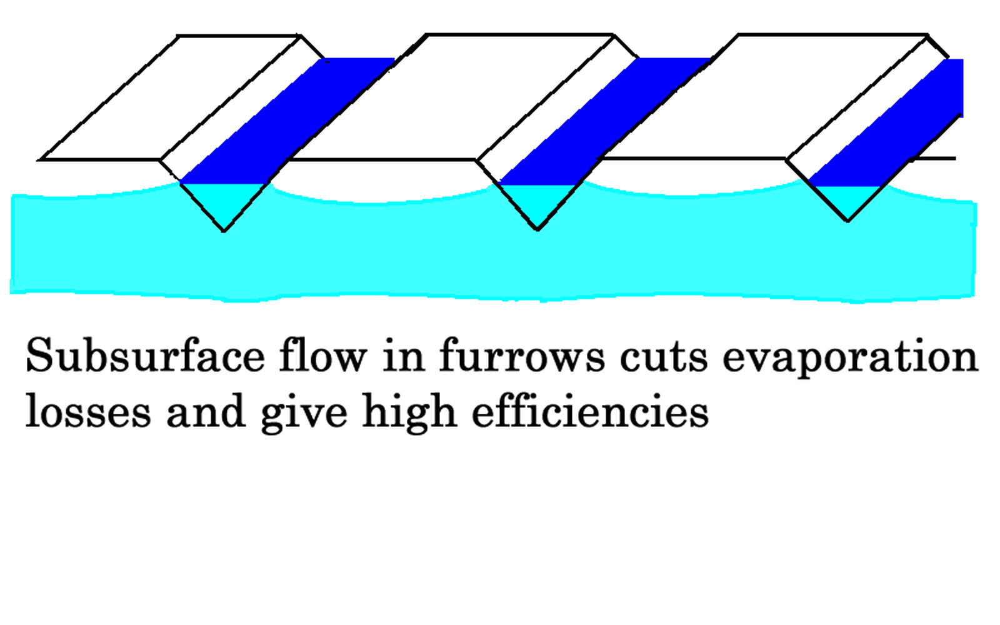 Subsurface flow in furrows cuts evaporation
losses and give high efficiencies